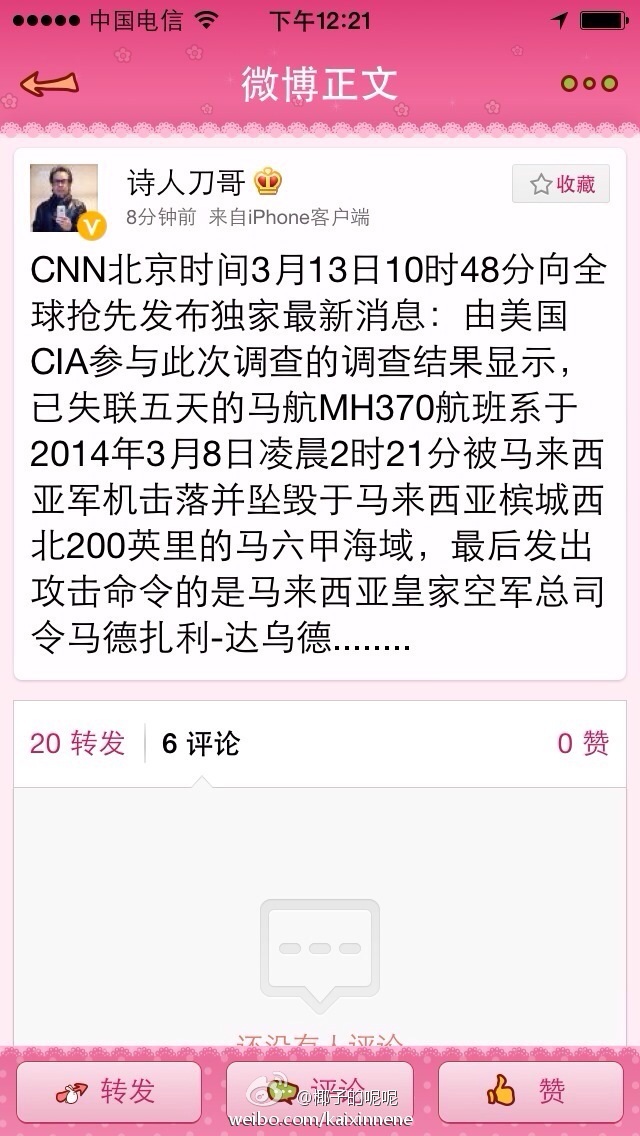 中国电信 下午12:21
微博正文
诗人刀哥
收藏
8分钟前 来自iPhone客户端
CNN北京时间3月13日10时48分向全
球抢先发布独家最新消息：由美国
CIA参与此次调查的调查结果显示，
已失联五天的马航MH370航班系于
2014年3月8日凌晨2时21分被马来西
亚军机击落并坠毁于马来西亚槟城西
北200英里的马六甲海域，最后发出
攻击命令的是马来西亚皇家空军总司
令马德扎利-达乌德........
20 转发 6 评论 0 赞
还没有人评论
转发 评论 赞
@椰子的呢呢
weibo.com/kaixinnene